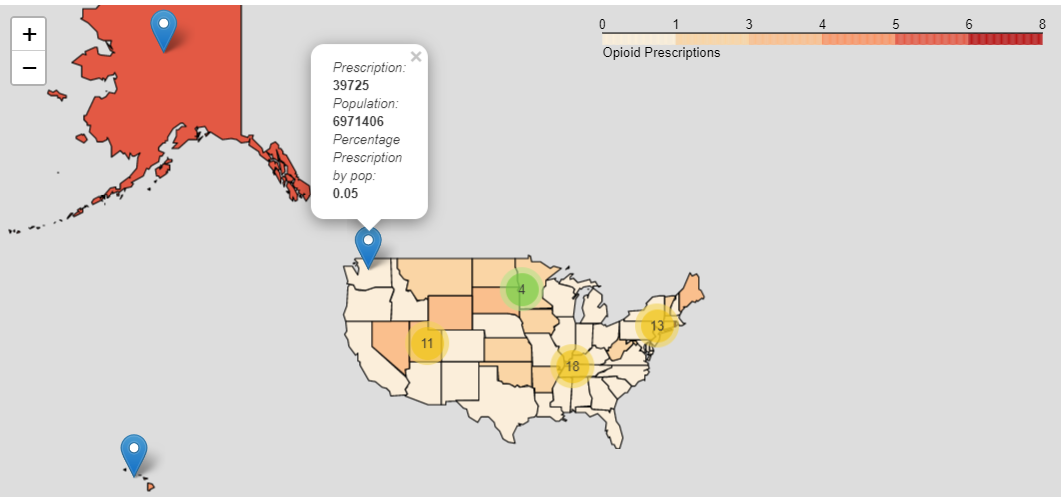 +
−
0 1 3 4 5 6 8
Opioid Prescriptions
×
Prescription:
39725
Population:
6971406
Percentage
Prescription
by pop:
0.05
4
13
11
18